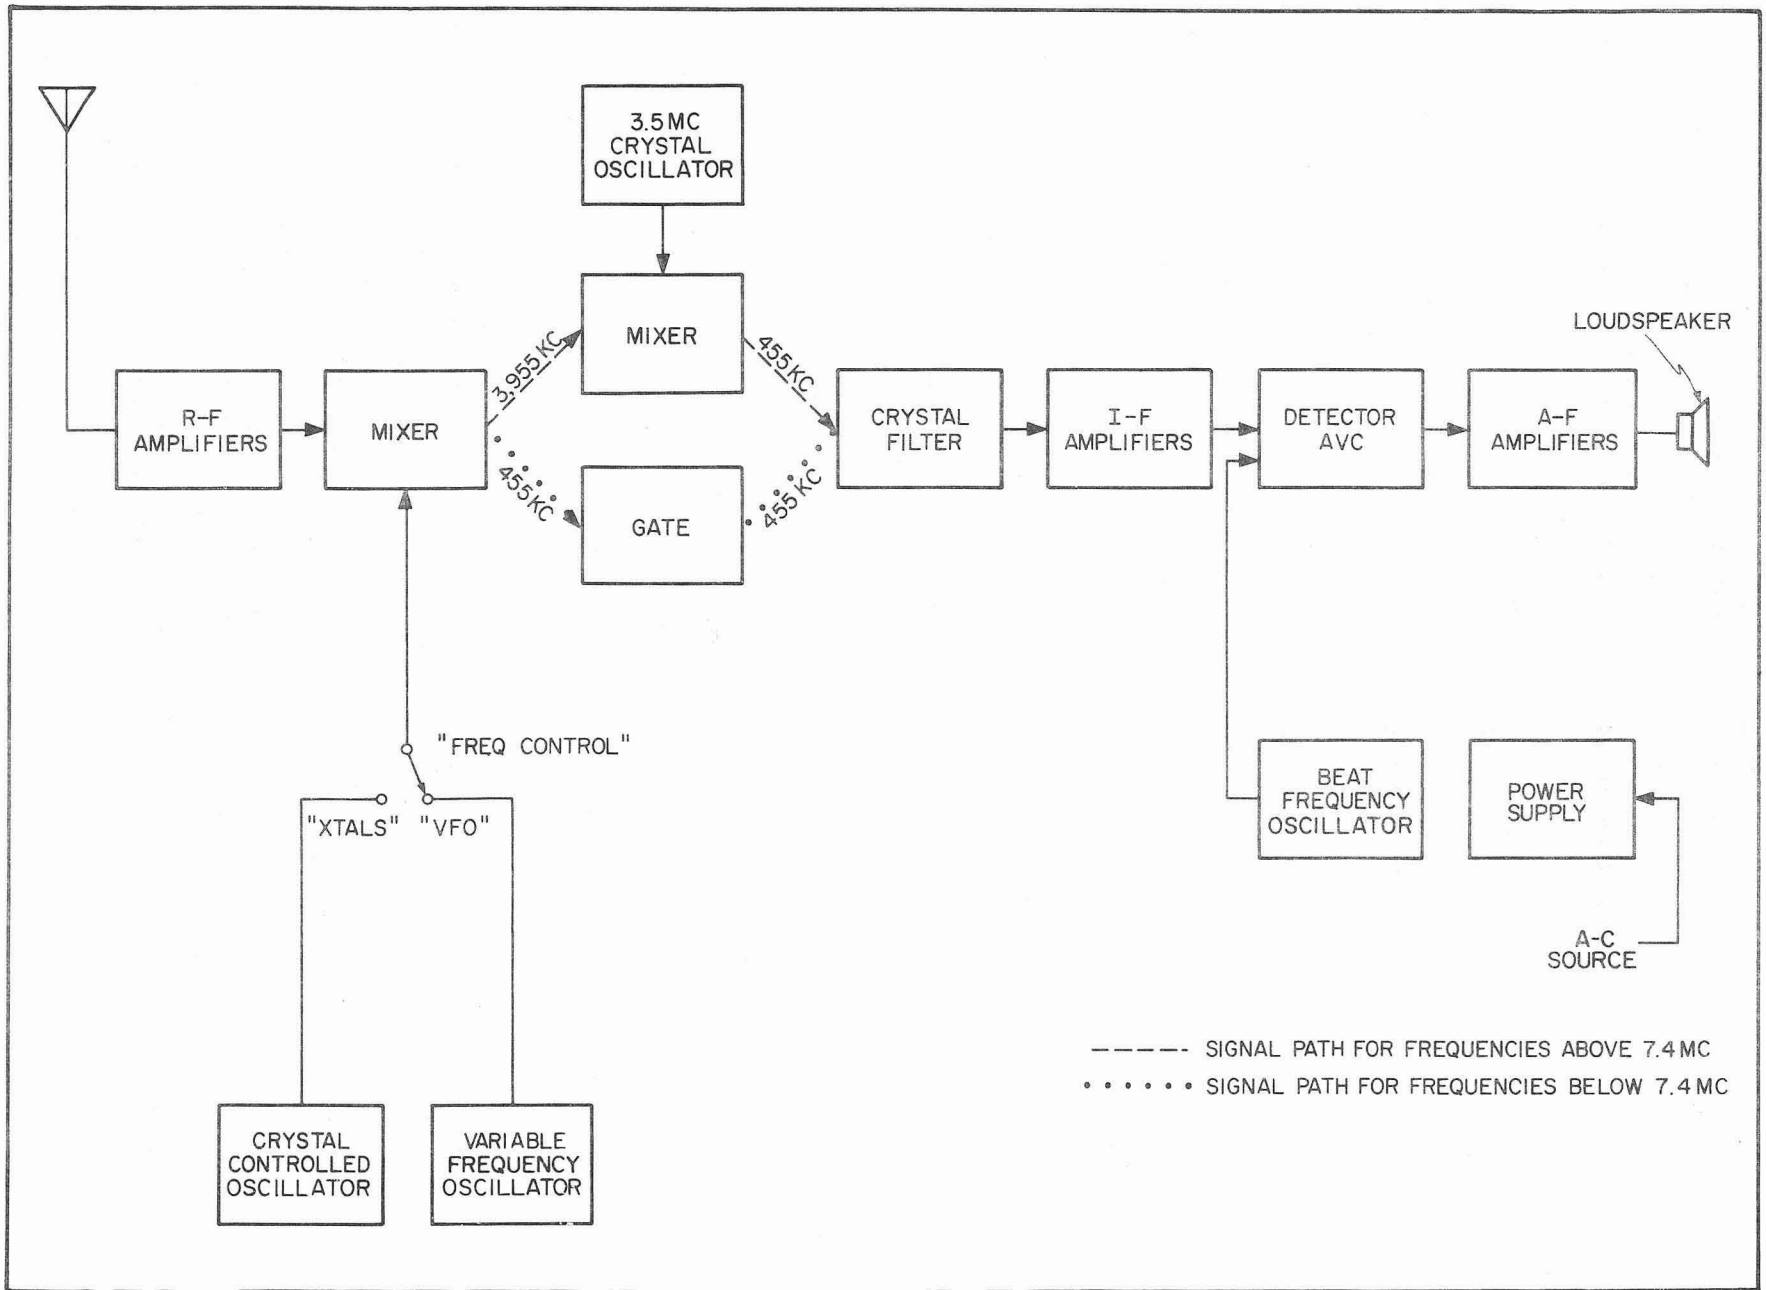 3.5 MC
CRYSTAL
OSCILLATOR
LOUDSPEAKER
MIXER
3,955 KC
455 KC
R-F
AMPLIFIERS
MIXER
CRYSTAL
FILTER
I-F
AMPLIFIERS
DETECTOR
AVC
A-F
AMPLIFIERS
455 KC
GATE
455 KC
"FREQ CONTROL"
"XTALS" "VFO"
BEAT
FREQUENCY
OSCILLATOR
POWER
SUPPLY
A-C
SOURCE
SIGNAL PATH FOR FREQUENCIES ABOVE 7.4 MC
SIGNAL PATH FOR FREQUENCIES BELOW 7.4 MC
CRYSTAL
CONTROLLED
OSCILLATOR
VARIABLE
FREQUENCY
OSCILLATOR